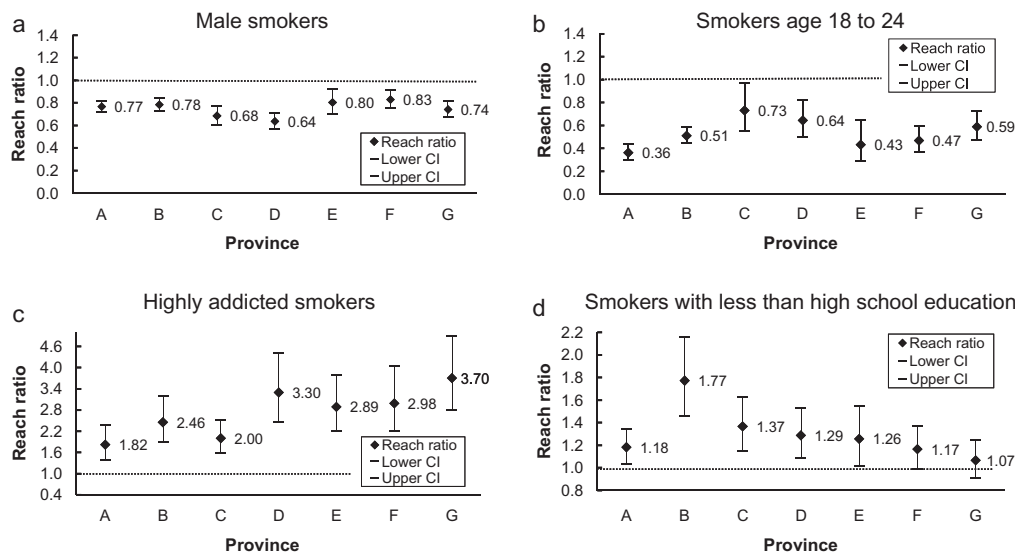 a Male smokers
Reach ratio
1.4
1.2
1.0
0.8
0.6
0.4
0.2
0.0
0.77
0.78
0.68
0.64
0.80
0.83
0.74
Reach ratio
Lower CI
Upper CI
A B C D E F G
Province
b Smokers age 18 to 24
Reach ratio
1.4
1.2
1.0
0.8
0.6
0.4
0.2
0.0
Reach ratio
Lower CI
Upper CI
0.36
0.51
0.73
0.64
0.43
0.47
0.59
A B C D E F G
Province
c Highly addicted smokers
Reach ratio
4.6
4.0
3.4
2.8
2.2
1.6
1.0
0.4
1.82
2.46
2.00
3.30
2.89
2.98
3.70
Reach ratio
Lower CI
Upper CI
A B C D E F G
Province
d Smokers with less than high school education
Reach ratio
2.2
2.0
1.8
1.6
1.4
1.2
1.0
0.8
Reach ratio
Lower CI
Upper CI
1.18
1.77
1.37
1.29
1.26
1.17
1.07
A B C D E F G
Province